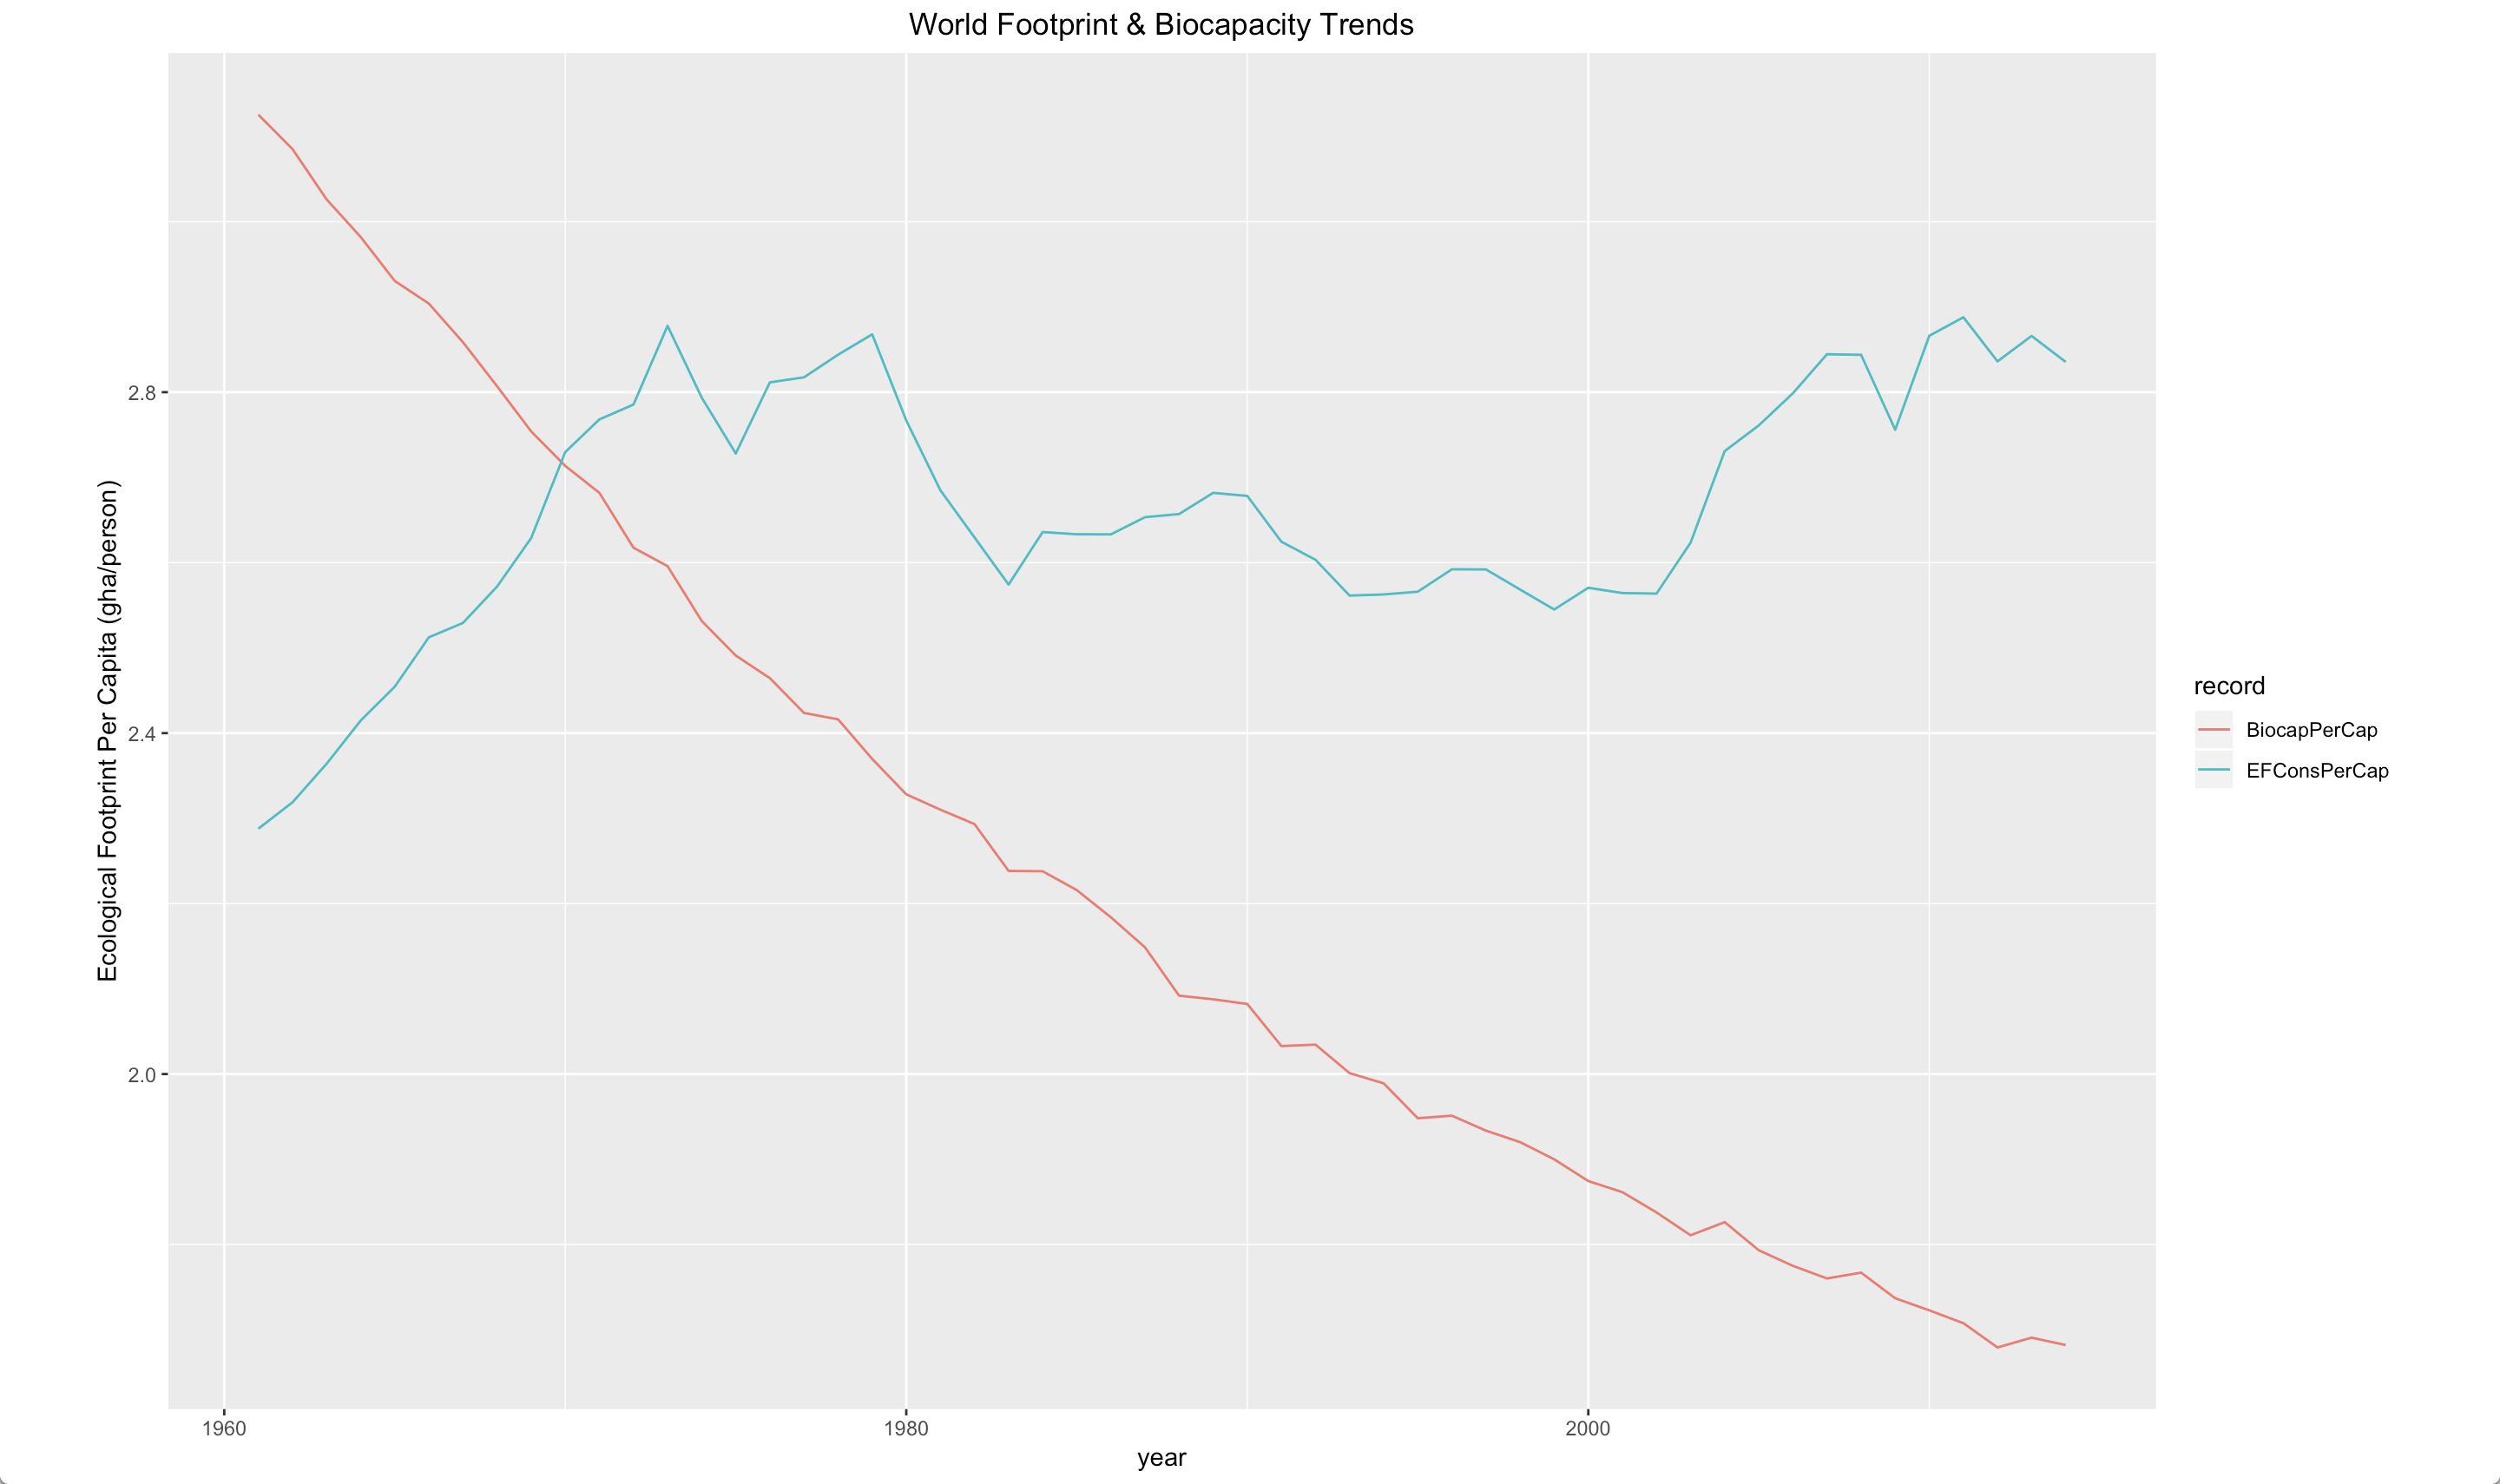 World Footprint & Biocapacity Trends
Ecological Footprint Per Capita (gha/person)
2.8
2.4
2.0
1960
1980
2000
year
record
BiocapPerCap
EFConsPerCap